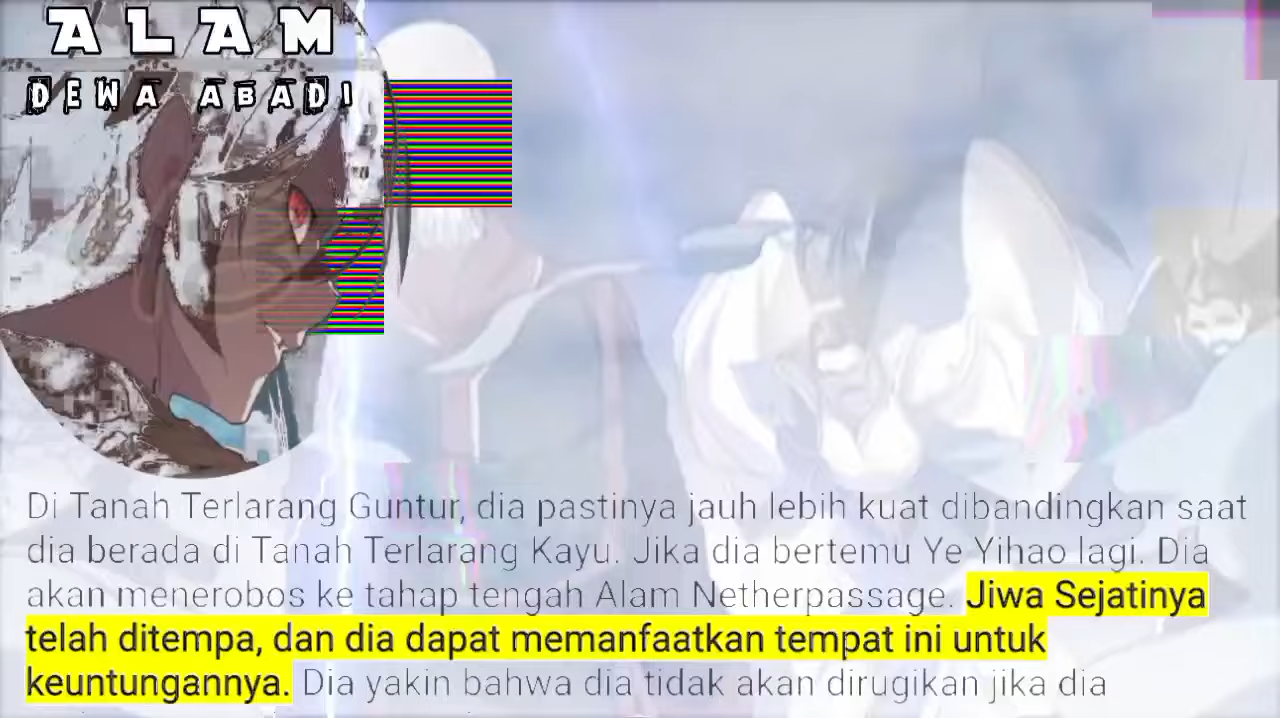 ALAM
DEWA ABADI
Di Tanah Terlarang Guntur, dia pastinya jauh lebih kuat dibandingkan saat
dia berada di Tanah Terlarang Kayu. Jika dia bertemu Ye Yihao lagi. Dia
akan menerobos ke tahap tengah Alam Netherpassage. Jiwa Sejatinya
telah ditempa, dan dia dapat memanfaatkan tempat ini untuk
keuntungannya. Dia yakin bahwa dia tidak akan dirugikan jika dia